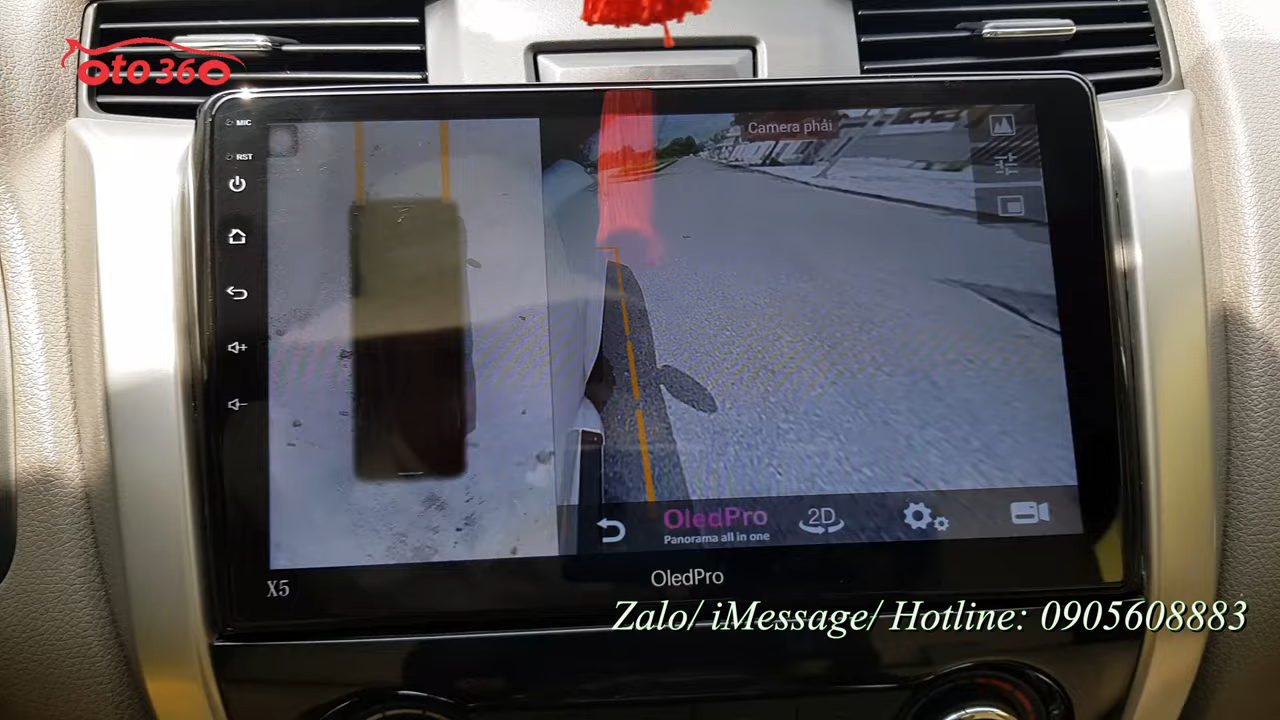 oto360
MIC
RST
Camera phải
2D
OledPro
Panorama all in one
X5
OledPro
Zalo/ iMessage/ Hotline: 0905608883